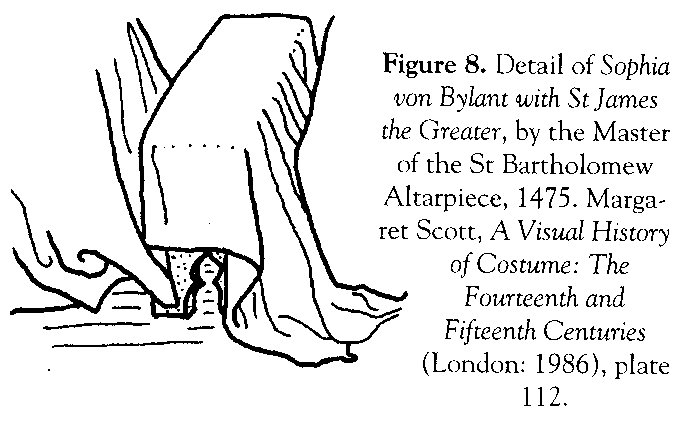 Figure 8. Detail of Sophia
von Bylant with St James
the Greater, by the Master
of the St Bartholomew
Altarpiece, 1475. Marga-
ret Scott, A Visual History
of Costume: The
Fourteenth and
Fifteenth Centuries
(London: 1986), plate
112.